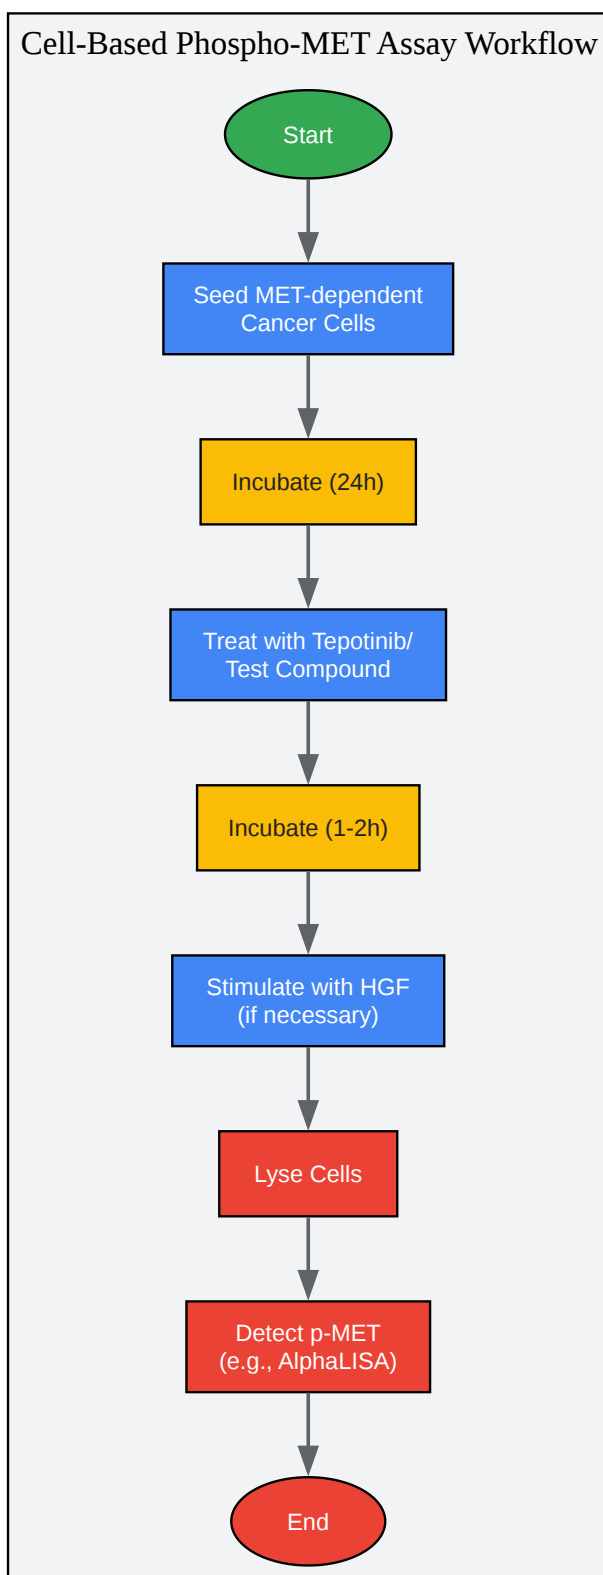 Cell-Based Phospho-MET Assay Workflow
Start
Seed MET-dependent
Cancer Cells
Incubate (24h)
Treat with Tepotinib/
Test Compound
Incubate (1-2h)
Stimulate with HGF
(if necessary)
Lyse Cells
Detect p-MET
(e.g., AlphaLISA)
End